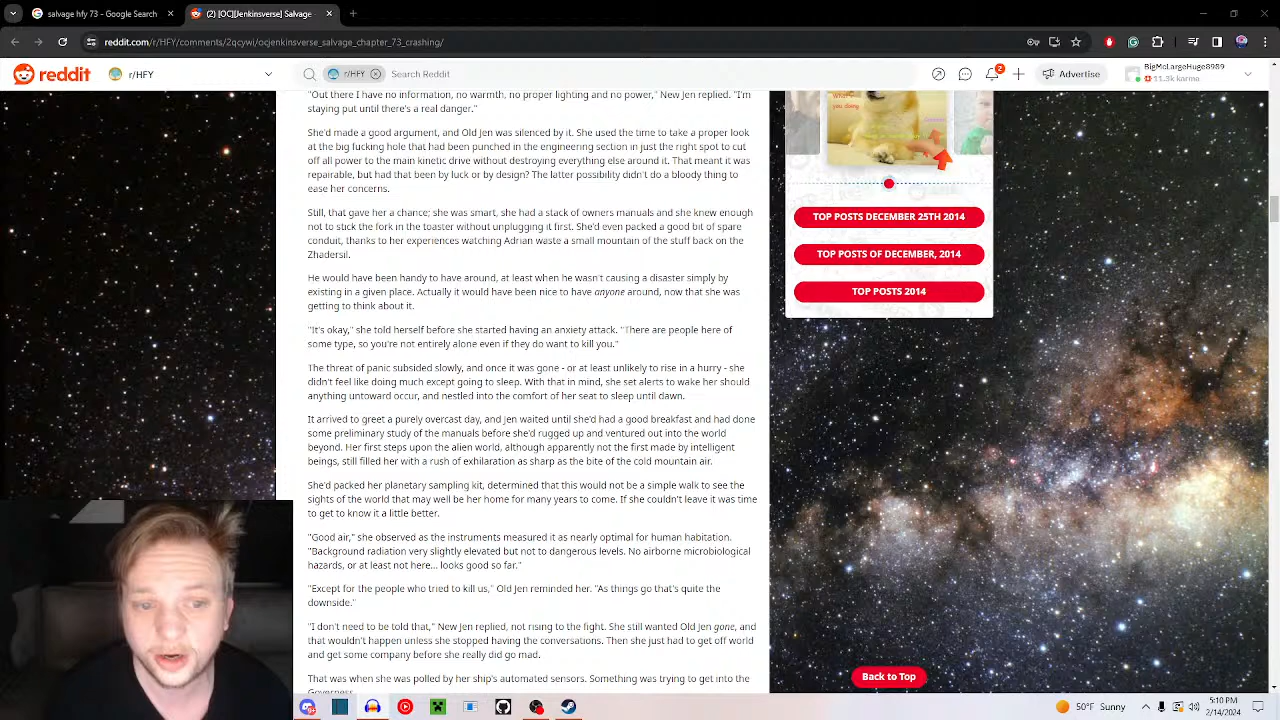 salvage hfy 73 - Google Search
(2) [OC][Jenkinsverse] Salvage
reddit.com/r/HFY/comments/2qcywi/ocjenkinsverse_salvage_chapter_73_crashing/
reddit
r/HFY
r/HFY
Search Reddit
2
Advertise
BigMcLargeHuge8989
11.3k karma
"Out there I have no information, no warmth, no proper lighting and no power," New Jen replied. "I'm
staying put until there's a real danger."
She'd made a good argument, and Old Jen was silenced by it. She used the time to take a proper look
at the big fucking hole that had been punched in the engineering section in just the right spot to cut
off all power to the main kinetic drive without destroying everything else around it. That meant it was
repairable, but had that been by luck or by design? The latter possibility didn't do a bloody thing to
ease her concerns.
Still, that gave her a chance; she was smart, she had a stack of owners manuals and she knew enough
not to stick the fork in the toaster without unplugging it first. She'd even packed a good bit of spare
conduit, thanks to her experiences watching Adrian waste a small mountain of the stuff back on the
Zhadersil.
He would have been handy to have around, at least when he wasn't causing a disaster simply by
existing in a given place. Actually it would have been nice to have anyone around, now that she was
getting to think about it.
"It's okay," she told herself before she started having an anxiety attack. "There are people here of
some type, so you're not entirely alone even if they do want to kill you."
The threat of panic subsided slowly, and once it was gone - or at least unlikely to rise in a hurry - she
didn't feel like doing much except going to sleep. With that in mind, she set alerts to wake her should
anything untoward occur, and nestled into the comfort of her seat to sleep until dawn.
It arrived to greet a purely overcast day, and Jen waited until she'd had a good breakfast and had done
some preliminary study of the manuals before she'd rugged up and ventured out into the world
beyond. Her first steps upon the alien world, although apparently not the first made by intelligent
beings, still filled her with a rush of exhilaration as sharp as the bite of the cold mountain air.
She'd packed her planetary sampling kit, determined that this would not be a simple walk to see the
sights of the world that may well be her home for many years to come. If she couldn't leave it was time
to get to know it a little better.
"Good air," she observed as the instruments measured it as nearly optimal for human habitation.
"Background radiation very slightly elevated but not to dangerous levels. No airborne microbiological
hazards, or at least not here... looks good so far."
"Except for the people who tried to kill us," Old Jen reminded her. "As things go that's quite the
downside."
"I don't need to be told that," New Jen replied, not rising to the fight. She still wanted Old Jen gone, and
that wouldn't happen unless she stopped having the conversations. Then she just had to get off world
and get some company before she really did go mad.
That was when she was polled by her ship's automated sensors. Something was trying to get into the
Governess.
you doing
TOP POSTS DECEMBER 25TH 2014
TOP POSTS OF DECEMBER, 2014
TOP POSTS 2014
Back to Top
50°F Sunny
5:10 PM
2/14/2024